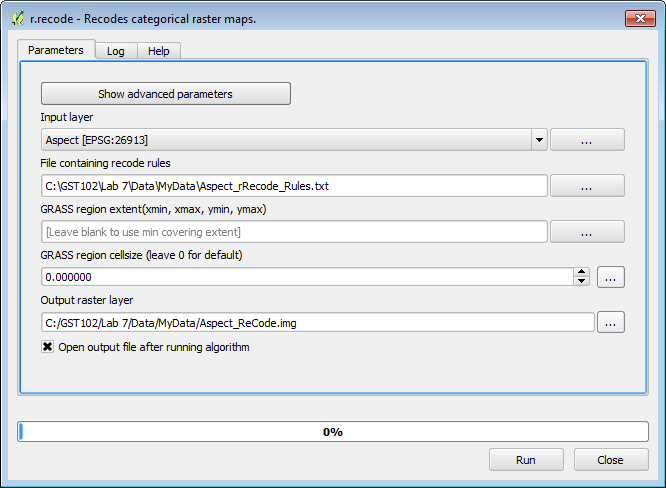 r.recode - Recodes categorical raster maps.
Parameters Log Help
Show advanced parameters
Input layer
Aspect [EPSG:26913] ...
File containing recode rules
C:\GST102\Lab 7\Data\MyData\Aspect_rRecode_Rules.txt ...
GRASS region extent(xmin, xmax, ymin, ymax)
[Leave blank to use min covering extent] ...
GRASS region cellsize (leave 0 for default)
0.000000 ...
Output raster layer
C:/GST102/Lab 7/Data/MyData/Aspect_ReCode.img ...
Open output file after running algorithm
0%
Run Close